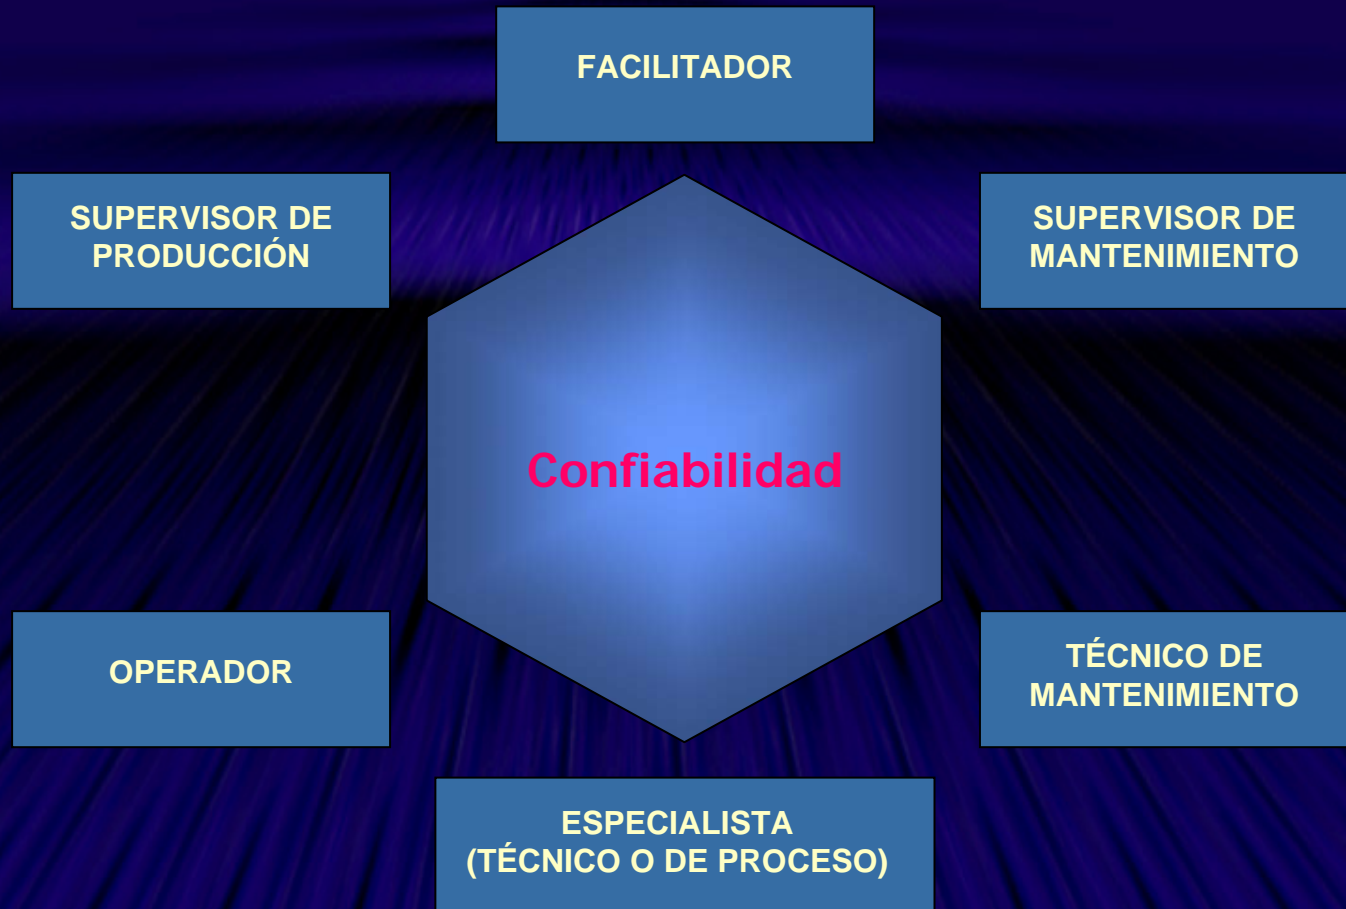 FACILITADOR
SUPERVISOR DE
PRODUCCIÓN
SUPERVISOR DE
MANTENIMIENTO
Confiabilidad
OPERADOR
TÉCNICO DE
MANTENIMIENTO
ESPECIALISTA
(TÉCNICO O DE PROCESO)